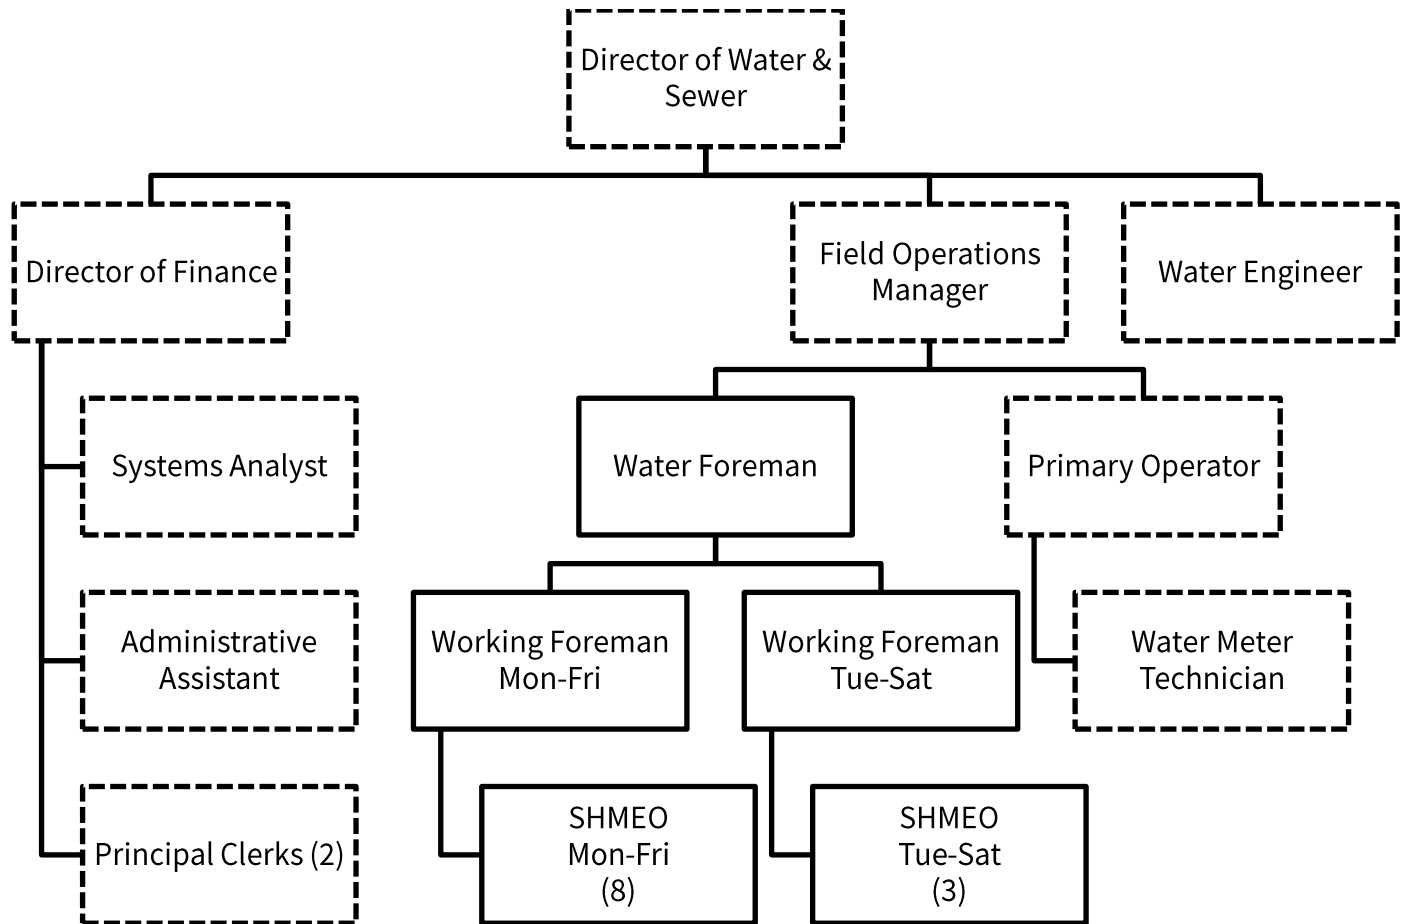 Director of Water &
Sewer
Director of Finance
Field Operations
Manager
Water Engineer
Systems Analyst
Water Foreman
Primary Operator
Administrative
Assistant
Working Foreman
Mon-Fri
Working Foreman
Tue-Sat
Water Meter
Technician
Principal Clerks (2)
SHMEO
Mon-Fri
(8)
SHMEO
Tue-Sat
(3)